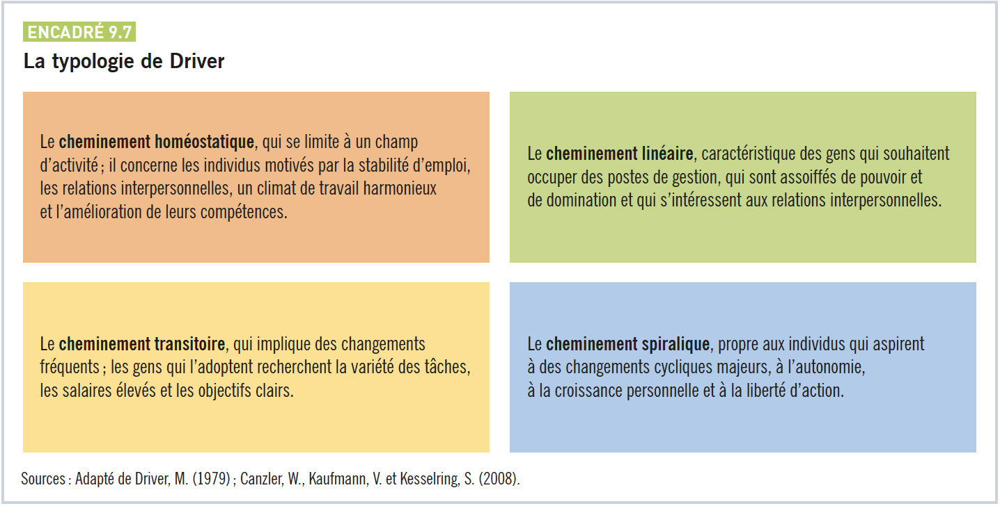 ENCADRÉ 9.7
La typologie de Driver
Le cheminement homéostatique, qui se limite à un champ
d’activité ; il concerne les individus motivés par la stabilité d’emploi,
les relations interpersonnelles, un climat de travail harmonieux
et l’amélioration de leurs compétences.
Le cheminement linéaire, caractéristique des gens qui souhaitent
occuper des postes de gestion, qui sont assoiffés de pouvoir et
de domination et qui s’intéressent aux relations interpersonnelles.
Le cheminement transitoire, qui implique des changements
fréquents ; les gens qui l’adoptent recherchent la variété des tâches,
les salaires élevés et les objectifs clairs.
Le cheminement spiralique, propre aux individus qui aspirent
à des changements cycliques majeurs, à l’autonomie,
à la croissance personnelle et à la liberté d’action.
Sources : Adapté de Driver, M. (1979) ; Canzler, W., Kaufmann, V. et Kesselring, S. (2008).